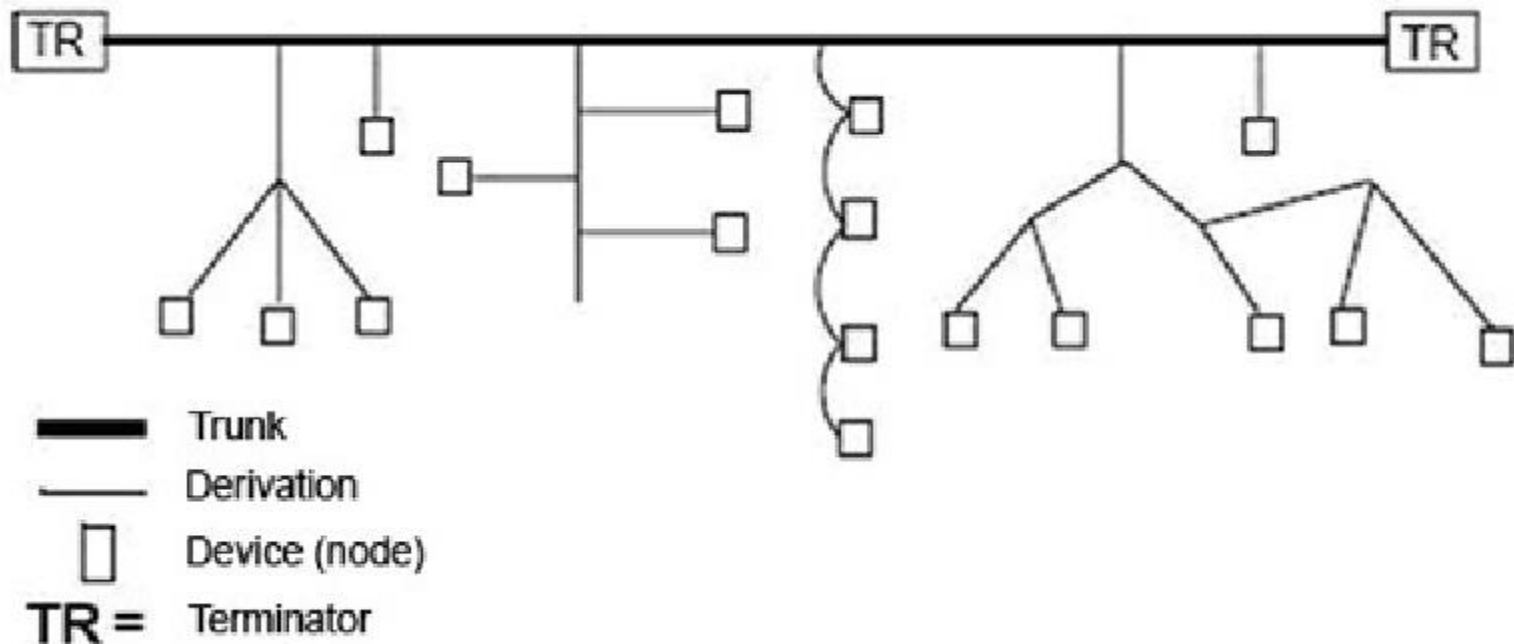 TR TR
Trunk
Derivation
Device (node)
TR = Terminator